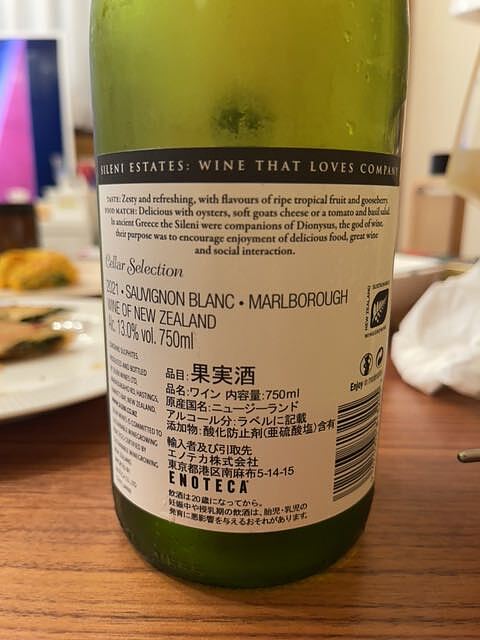 SILENI ESTATES: WINE THAT LOVES COMPAN
TASTE: Zesty and refreshing, with flavours of ripe tropical fruit and gooseberry.
FOOD MATCH: Delicious with oysters, soft goats cheese or a tomato and basil salad.
In ancient Greece the Sileni were companions of Dionysus, the god of wine,
their purpose was to encourage enjoyment of delicious food, great wine
and social interaction.
Cellar Selection
2021 • SAUVIGNON BLANC • MARLBOROUGH
WINE OF NEW ZEALAND
Alc. 13.0% vol. 750ml
CONTAINS SULPHITES.
NEW ZEALAND
SUSTAINABLE
WINEGROWING
Enjoy
品目:果実酒
品名:ワイン 内容量:750ml
原産国名:ニュージーランド
アルコール分:ラベルに記載
添加物:酸化防止剤(亜硫酸塩)含有
輸入者及び引取先
エノテカ株式会社
東京都港区南麻布5-14-15
ENOTECA
飲酒は20歳になってから。
妊娠中や授乳期の飲酒は、胎児・乳児の
発育に悪影響を与えるおそれがあります。